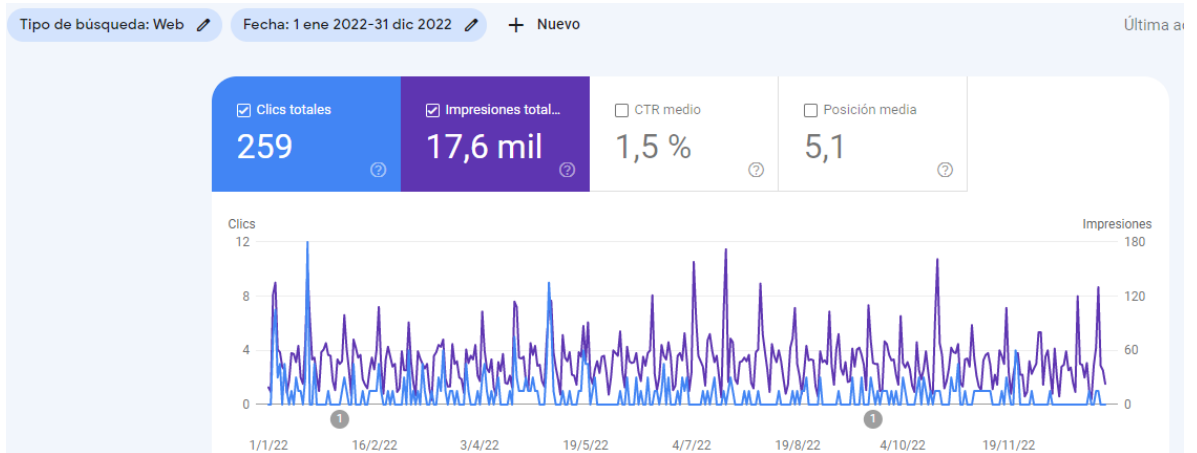 Tipo de búsqueda: Web Fecha: 1 ene 2022-31 dic 2022 + Nuevo Última
Clics totales Impresiones total... CTR medio Posición media
259 17,6 mil 1,5 % 5,1
Clics Impresiones
12 180
8 120
4 60
0 0
1 1
1/1/22 16/2/22 3/4/22 19/5/22 4/7/22 19/8/22 4/10/22 19/11/22